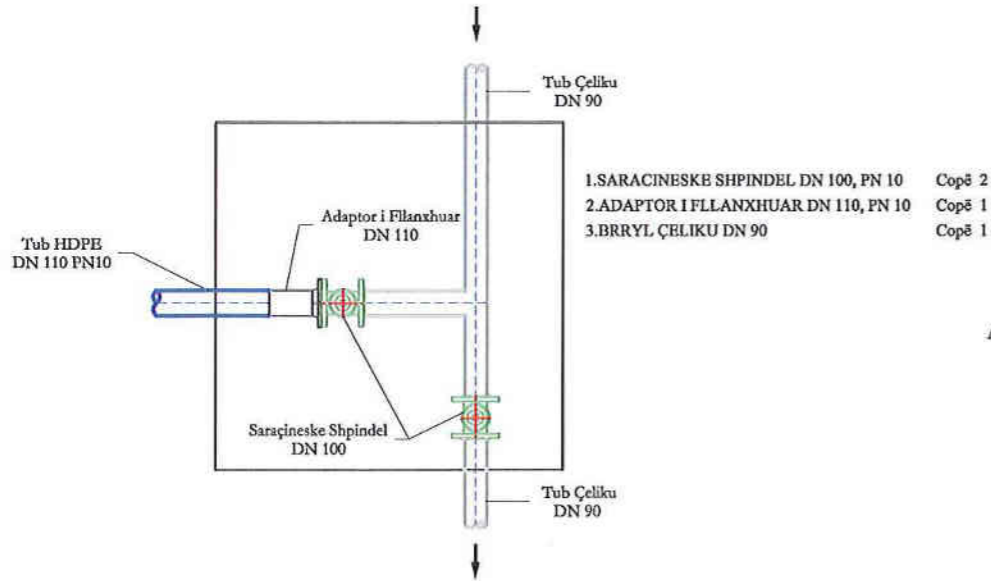 Tub Çeliku
DN 90
1.SARACINESKE SHPINDEL DN 100, PN 10 Copë 2
2.ADAPTOR I FLLANXHUAR DN 110, PN 10 Copë 1
3.BRRYL ÇELIKU DN 90 Copë 1
Adaptor i Fllanxhuar
DN 110
Tub HDPE
DN 110 PN10
Saraçineske Shpindel
DN 100
Tub Çeliku
DN 90